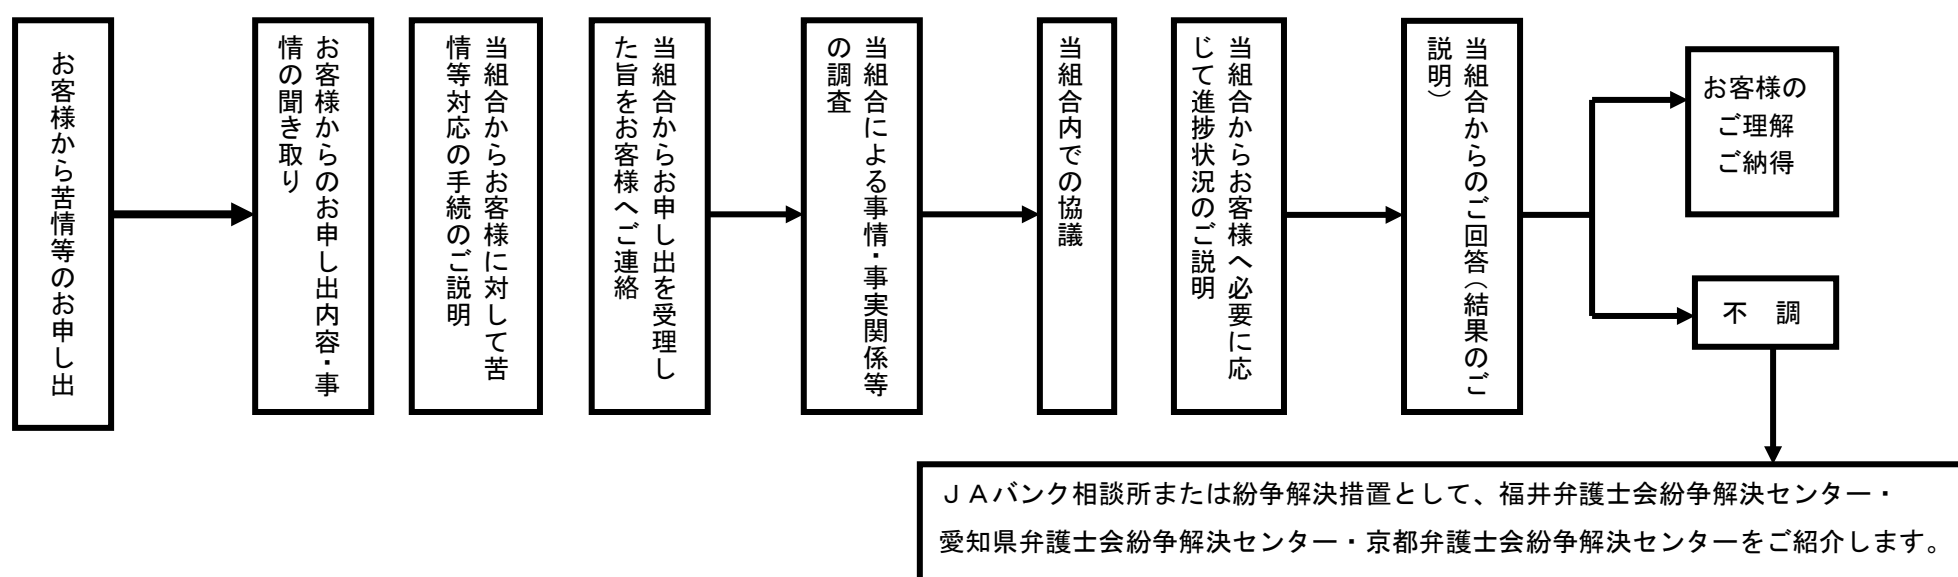 お客様から苦情等のお申し出
お客様からのお申し出内容・事
情の聞き取り
当組合からお客様に対して苦
情等対応の手続のご説明
当組合からお申し出を受理し
た旨をお客様へご連絡
当組合による事情・事実関係等
の調査
当組合内での協議
当組合からお客様へ必要に応
じて進捗状況のご説明
当組合からのご回答（結果のご
説明）
お客様の
ご理解
ご納得
不　調
ＪＡバンク相談所または紛争解決措置として、福井弁護士会紛争解決センター・
愛知県弁護士会紛争解決センター・京都弁護士会紛争解決センターをご紹介します。